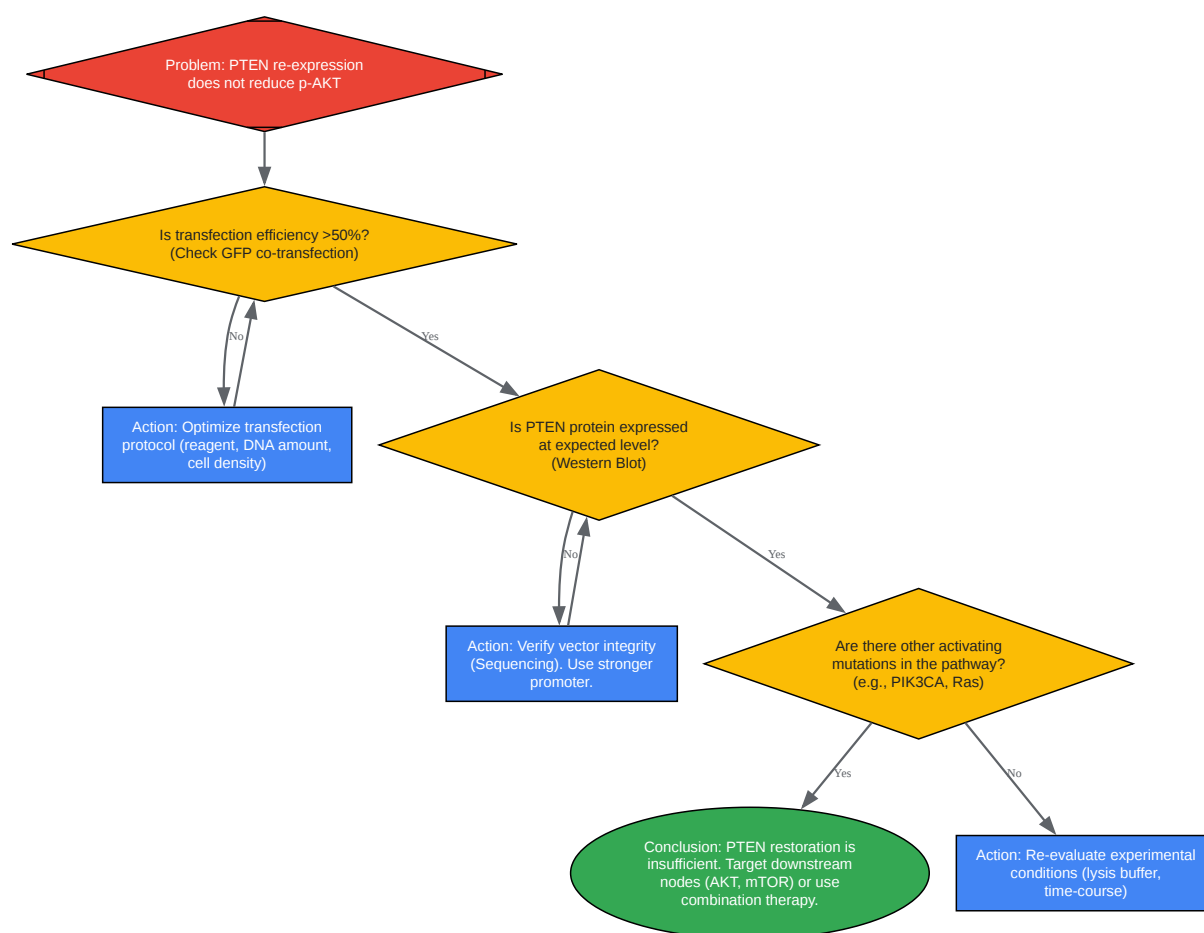 Problem: PTEN re-expression
does not reduce p-AKT
Is transfection efficiency >50%?
(Check GFP co-transfection)
No
Yes
Action: Optimize transfection
protocol (reagent, DNA amount,
cell density)
Is PTEN protein expressed
at expected level?
(Western Blot)
No
Yes
Action: Verify vector integrity
(Sequencing). Use stronger
promoter.
Are there other activating
mutations in the pathway?
(e.g., PIK3CA, Ras)
Yes
No
Conclusion: PTEN restoration is
insufficient. Target downstream
nodes (AKT, mTOR) or use
combination therapy.
Action: Re-evaluate experimental
conditions (lysis buffer,
time-course)